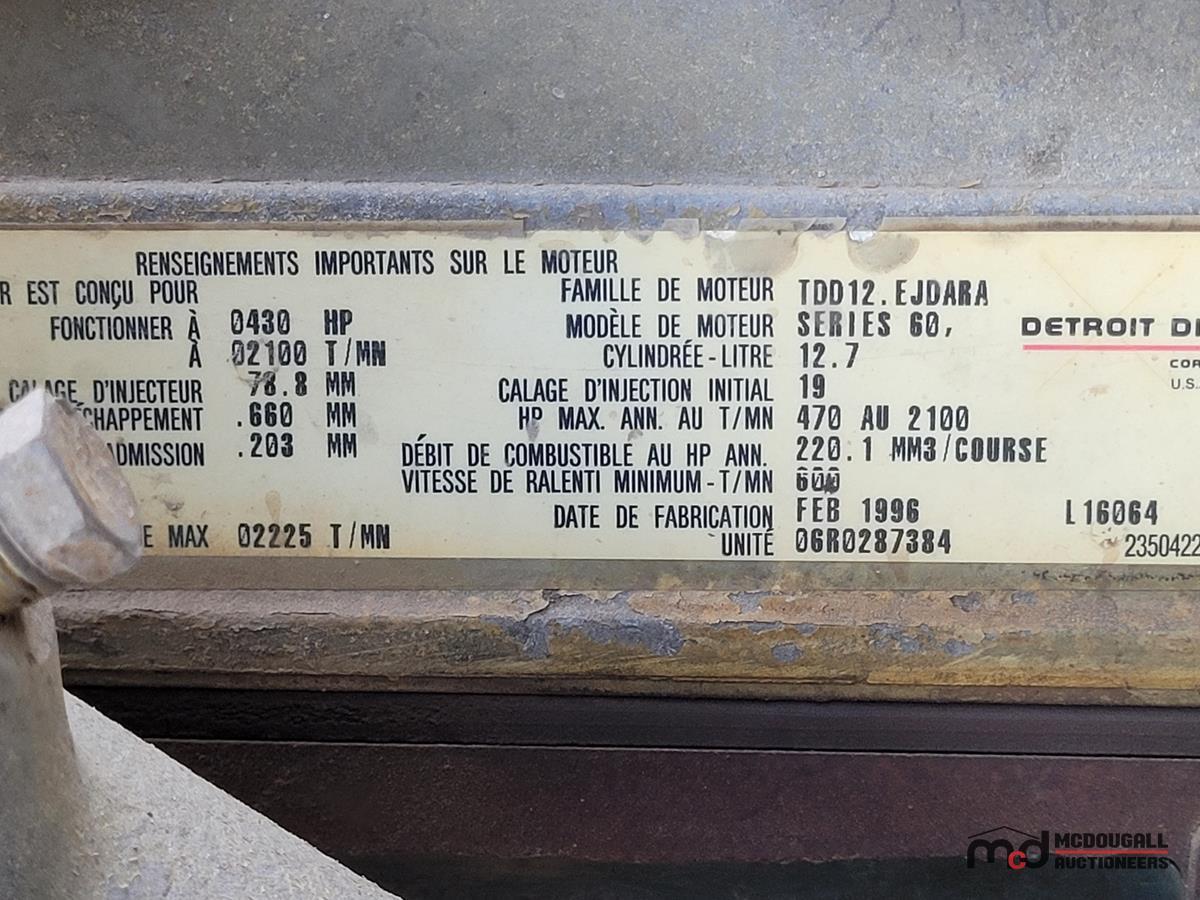 RENSEIGNEMENTS IMPORTANTS SUR LE MOTEUR
R EST CONÇU POUR
FONCTIONNER À 0430 HP
À 02100 T/MN
CALAGE D'INJECTEUR 78.8 MM
ÉCHAPPEMENT .660 MM
ADMISSION .203 MM
E MAX 02225 T/MN
FAMILLE DE MOTEUR TDD12.EJDARA
MODÈLE DE MOTEUR SERIES 60,
CYLINDRÉE-LITRE 12.7
CALAGE D'INJECTION INITIAL 19
HP MAX. ANN. AU T/MN 470 AU 2100
DÉBIT DE COMBUSTIBLE AU HP ANN. 220.1 MM3/COURSE
VITESSE DE RALENTI MINIMUM-T/MN 600
DATE DE FABRICATION FEB 1996 L16064
UNITÉ 06R0287384 2350422
DETROIT DI
COR
U.S.
mcd MCDOUGALL
AUCTIONEERS